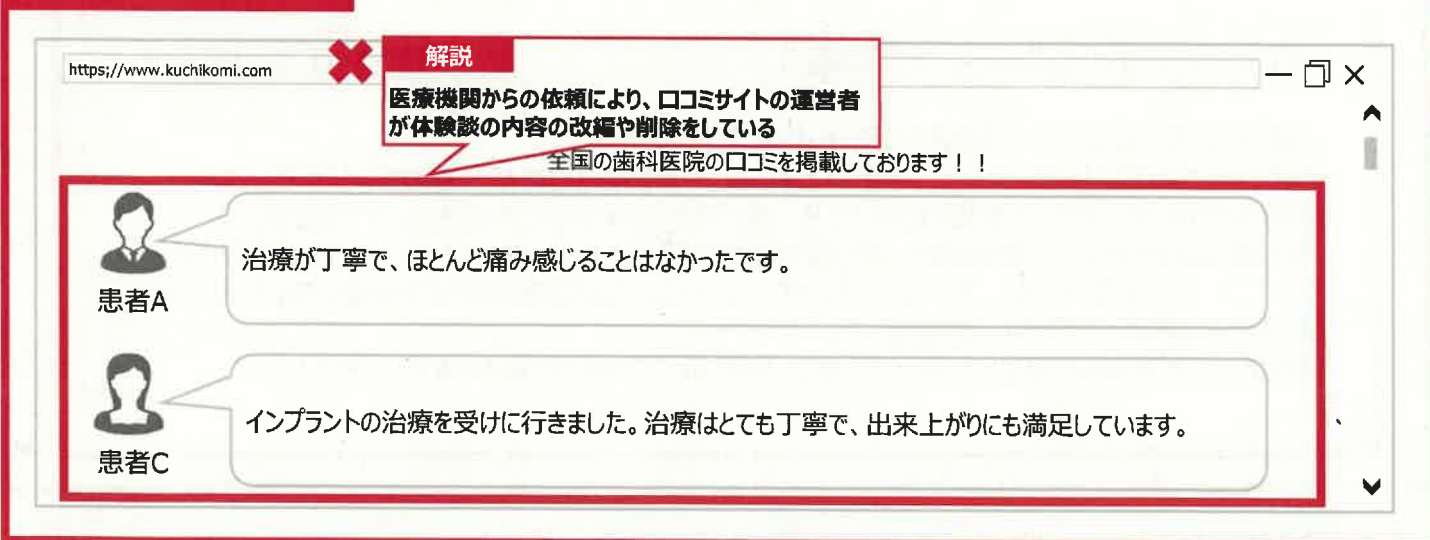 https;//www.kuchikomi.com
解説
医療機関からの依頼により、口コミサイトの運営者
が体験談の内容の改編や削除をしている
全国の歯科医院の口コミを掲載しております！！
治療が丁寧で、ほとんど痛み感じることはなかったです。
患者A
インプラントの治療を受けに行きました。治療はとても丁寧で、出来上がりにも満足しています。
患者C